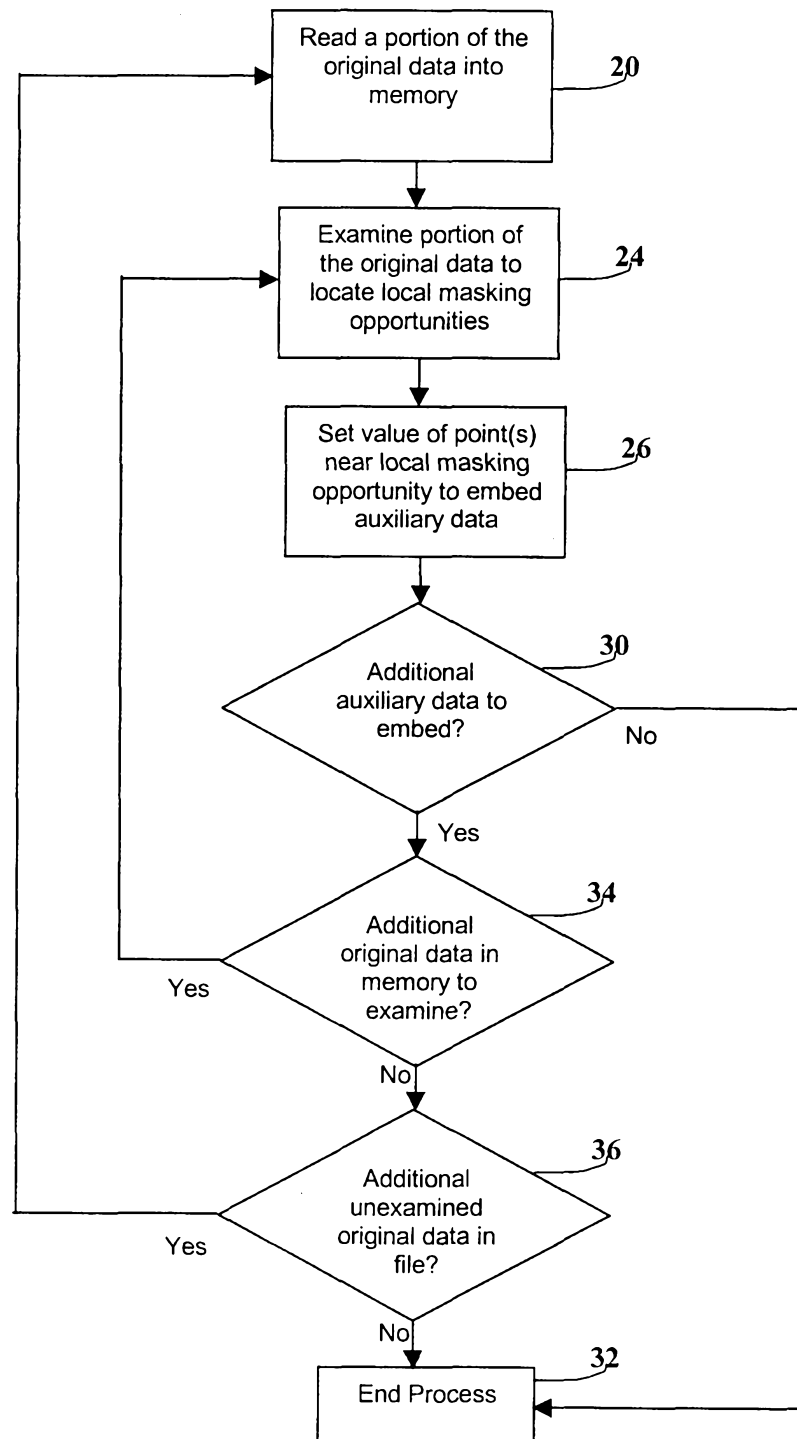 Read a portion of the
original data into
memory
20
Examine portion of
the original data to
locate local masking
opportunities
24
Set value of point(s)
near local masking
opportunity to embed
auxiliary data
26
30
Additional
auxiliary data to
embed?
No
Yes
34
Additional
original data in
memory to
examine?
Yes
No
36
Additional
unexamined
original data in
file?
Yes
No
32
End Process